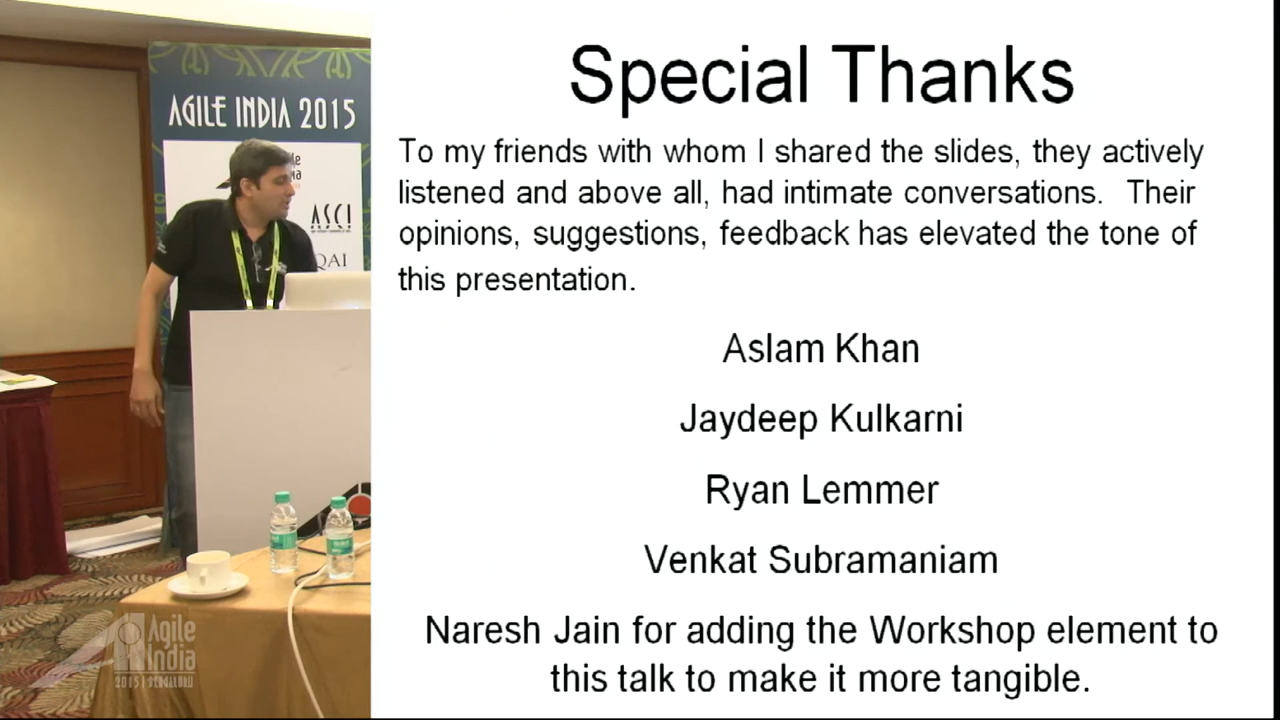 Special Thanks
To my friends with whom I shared the slides, they actively
listened and above all, had intimate conversations.  Their
opinions, suggestions, feedback has elevated the tone of
this presentation.
Aslam Khan
Jaydeep Kulkarni
Ryan Lemmer
Venkat Subramaniam
Naresh Jain for adding the Workshop element to
this talk to make it more tangible.
AGILE INDIA 2015
ASCI
QAI
Agile
India
2015 | BENGALURU